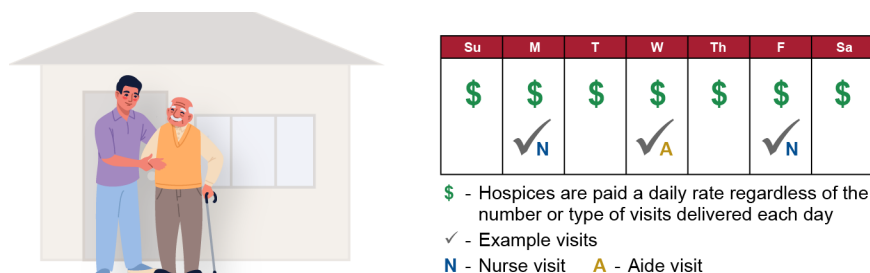 Su M T W Th F Sa
$ $ $ $ $ $ $
✓N ✓A ✓N
$ - Hospices are paid a daily rate regardless of the
number or type of visits delivered each day
✓ - Example visits
N - Nurse visit A - Aide visit